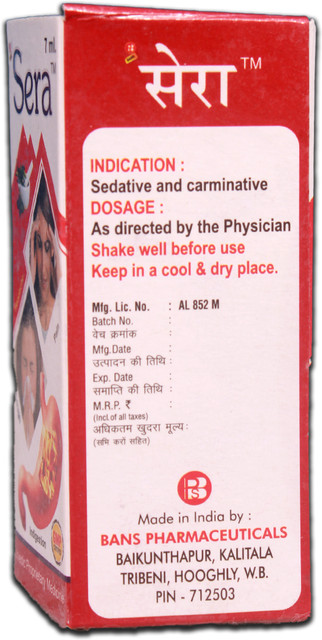 7 ml.
Sera™
Indigestion
सेरा™
INDICATION :
Sedative and carminative
DOSAGE :
As directed by the Physician
Shake well before use
Keep in a cool & dry place.
Mfg. Lic. No. : AL 852 M
Batch No. :
वेच क्रमांक
Mfg.Date :
उत्पादन की तिथि :
Exp. Date :
समाप्ति की तिथि :
M.R.P. ₹ :
(Incl.of all taxes)
अधिकतम खुदरा मूल्यः
(सभि करों सहित)
Made in India by :
BANS PHARMACEUTICALS
BAIKUNTHAPUR, KALITALA
TRIBENI, HOOGHLY, W.B.
PIN - 712503